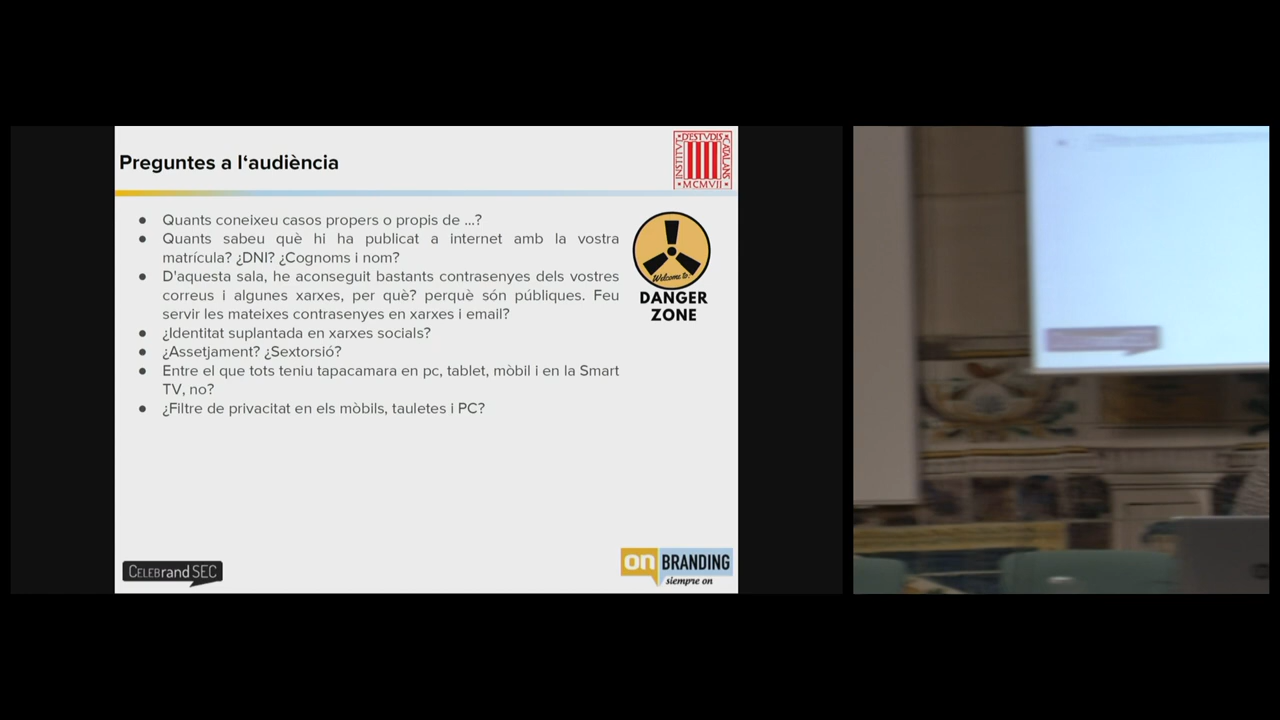 Preguntes a l‘audiència
INSTITVT D'ESTVDIS CATALANS
MCMVII
● Quants coneixeu casos propers o propis de ...?
● Quants sabeu què hi ha publicat a internet amb la vostra
matrícula? ¿DNI? ¿Cognoms i nom?
● D'aquesta sala, he aconseguit bastants contrasenyes dels vostres
correus i algunes xarxes, per què? perquè són públiques. Feu
servir les mateixes contrasenyes en xarxes i email?
● ¿Identitat suplantada en xarxes socials?
● ¿Assetjament? ¿Sextorsió?
● Entre el que tots teniu tapacamara en pc, tablet, mòbil i en la Smart
TV, no?
● ¿Filtre de privacitat en els mòbils, tauletes i PC?
Welcome to...
DANGER
ZONE
CELEBrand SEC
on BRANDING
siempre on